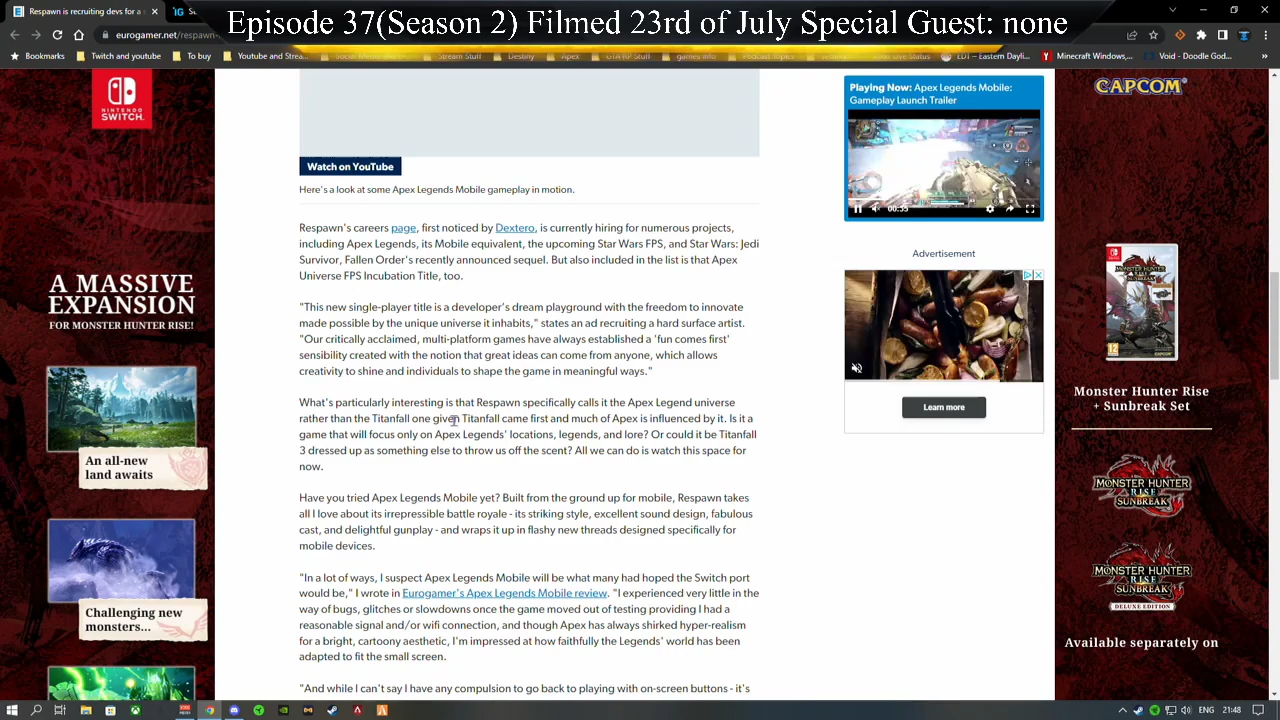 Episode 37(Season 2) Filmed 23rd of July Special Guest: none
Eurogamer.net
Respawn's
eurogamer.net/respawn
Bookmarks
Twitch and youtube
To buy
Youtube and Strea...
Stream Stuff
Destiny
Apex
GTA RP Stuff
games info
Podcast Topics
EDT – Eastern Dayli...
Minecraft Windows,...
Void - Doodle God...
NINTENDO
SWITCH
A MASSIVE
EXPANSION
FOR MONSTER HUNTER RISE!
An all-new
land awaits
Challenging new
monsters...
Watch on YouTube
Here's a look at some Apex Legends Mobile gameplay in motion.
Respawn's careers page, first noticed by Dextero, is currently hiring for numerous projects,
including Apex Legends, its Mobile equivalent, the upcoming Star Wars FPS, and Star Wars: Jedi
Survivor, Fallen Order's recently announced sequel. But also included in the list is that Apex
Universe FPS Incubation Title, too.
"This new single-player title is a developer's dream playground with the freedom to innovate
made possible by the unique universe it inhabits," states an ad recruiting a hard surface artist.
"Our critically acclaimed, multi-platform games have always established a 'fun comes first'
sensibility created with the notion that great ideas can come from anyone, which allows
creativity to shine and individuals to shape the game in meaningful ways."
What's particularly interesting is that Respawn specifically calls it the Apex Legend universe
rather than the Titanfall one given Titanfall came first and much of Apex is influenced by it. Is it a
game that will focus only on Apex Legends' locations, legends, and lore? Or could it be Titanfall
3 dressed up as something else to throw us off the scent? All we can do is watch this space for
now.
Have you tried Apex Legends Mobile yet? Built from the ground up for mobile, Respawn takes
all I love about its irrepressible battle royale - its striking style, excellent sound design, fabulous
cast, and delightful gunplay - and wraps it up in flashy new threads designed specifically for
mobile devices.
"In a lot of ways, I suspect Apex Legends Mobile will be what many had hoped the Switch port
would be," I wrote in Eurogamer's Apex Legends Mobile review. "I experienced very little in the
way of bugs, glitches or slowdowns once the game moved out of testing providing I had a
reasonable signal and/or wifi connection, and though Apex has always shirked hyper-realism
for a bright, cartoony aesthetic, I'm impressed at how faithfully the Legends' world has been
adapted to fit the small screen.
"And while I can't say I have any compulsion to go back to playing with on-screen buttons - it's
Playing Now: Apex Legends Mobile:
Gameplay Launch Trailer
00:35
Advertisement
Learn more
CAPCOM
Monster Hunter Rise
+ Sunbreak Set
MONSTER HUNTER
RISE
SUNBREAK
MONSTER HUNTER
RISE
SUNBREAK
DELUXE EDITION
Available separately on
ENG
21:48